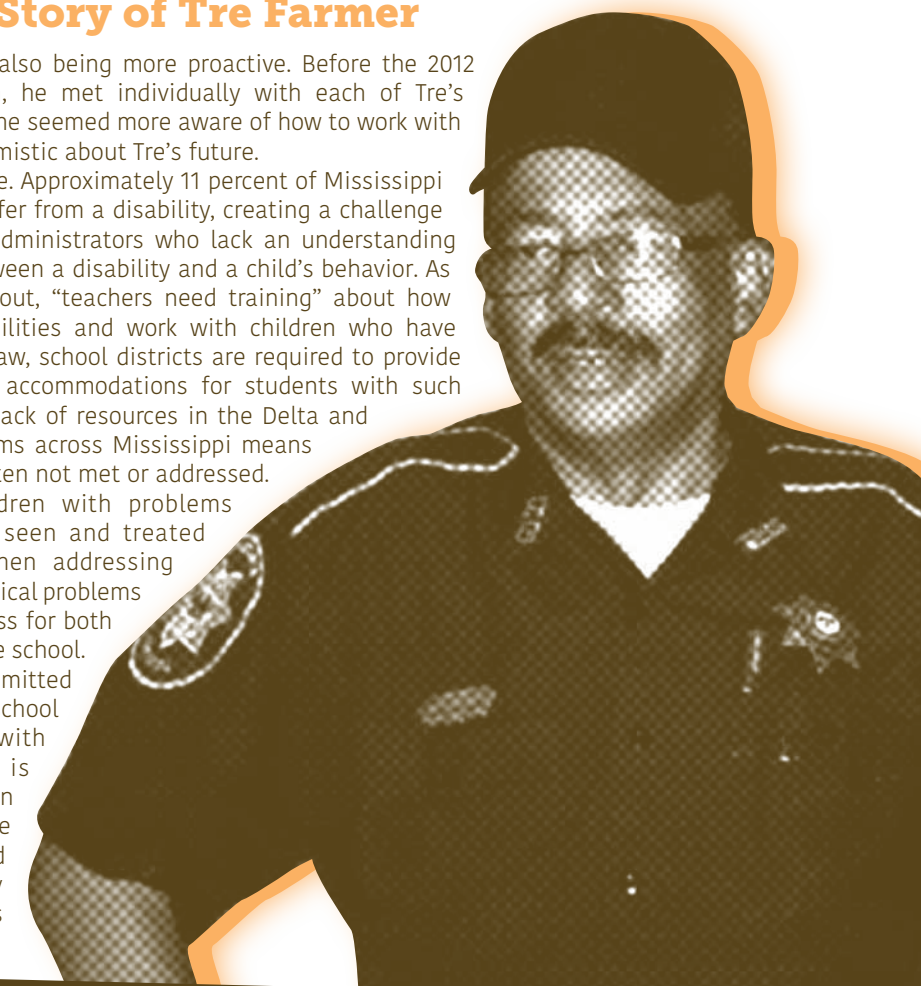 Story of Tre Farmer
also being more proactive. Before the 2012
, he met individually with each of Tre’s
he seemed more aware of how to work with
mistic about Tre’s future.
e. Approximately 11 percent of Mississippi
fer from a disability, creating a challenge
dministrators who lack an understanding
ween a disability and a child’s behavior. As
out, “teachers need training” about how
ilities and work with children who have
aw, school districts are required to provide
accommodations for students with such
ack of resources in the Delta and
ms across Mississippi means
ten not met or addressed.
dren with problems
seen and treated
hen addressing
ical problems
ss for both
e school.
mitted
chool
with
is
n
e
d
y
s